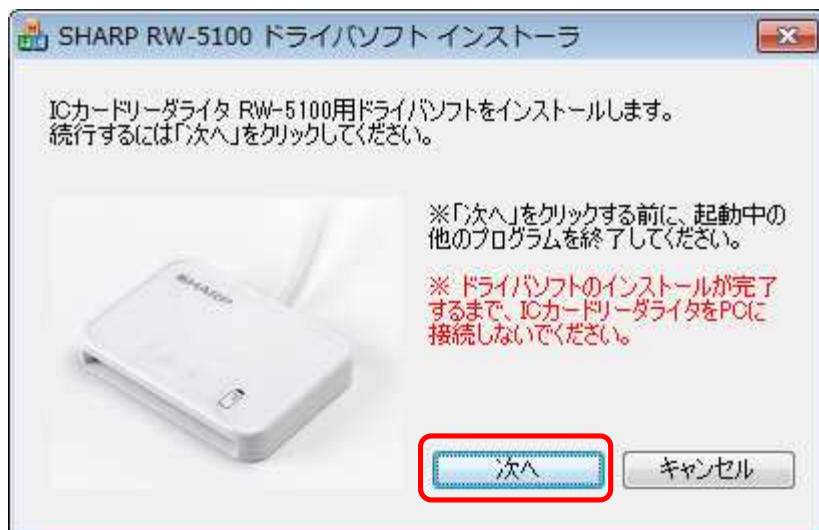 SHARP RW-5100 ドライバソフト インストーラ
ICカードリーダライタ RW-5100用ドライバソフトをインストールします。
続行するには「次へ」をクリックしてください。
SHARP
※「次へ」をクリックする前に、起動中の
他のプログラムを終了してください。
※ ドライバソフトのインストールが完了
するまで、ICカードリーダライタをPCに
接続しないでください。
次へ
キャンセル